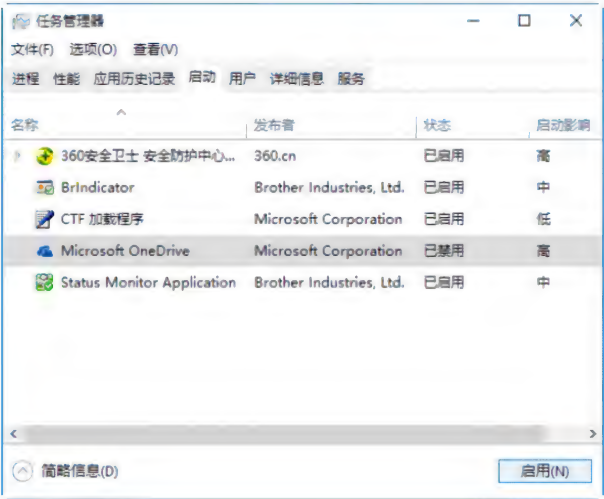 任务管理器
文件(F) 选项(O) 查看(V)
进程 性能 应用历史记录 启动 用户 详细信息 服务
名称 发布者 状态 启动影响
360安全卫士 安全防护中心... 360.cn 已启用 高
BrIndicator Brother Industries, Ltd. 已启用 中
CTF 加载程序 Microsoft Corporation 已启用 低
Microsoft OneDrive Microsoft Corporation 已禁用 高
Status Monitor Application Brother Industries, Ltd. 已启用 中
简略信息(D) 启用(N)